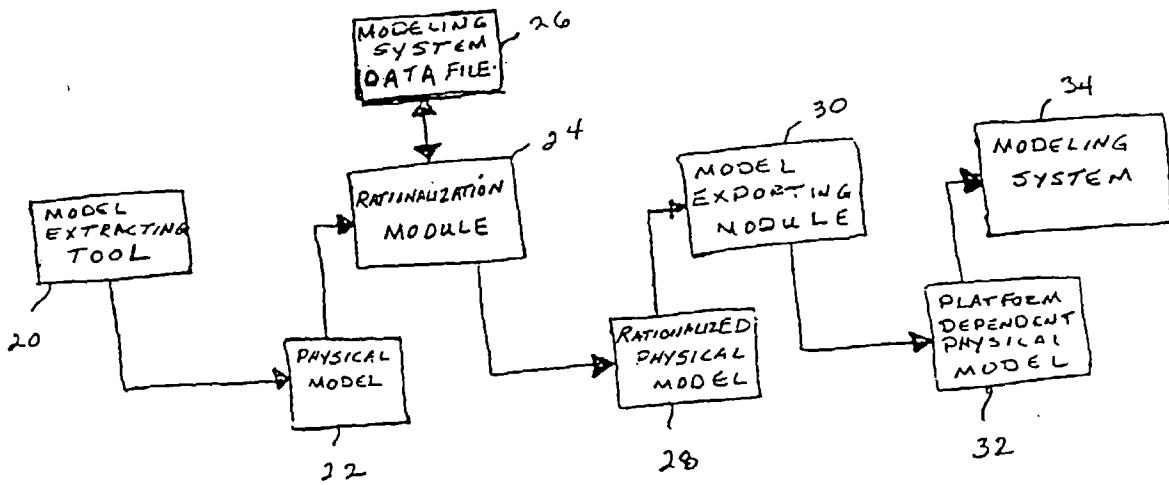 MODELING
SYSTEM
DATA FILE.
26
24
RATIONALIZATION
MODULE
30
MODEL
EXPORTING
MODULE
34
MODELING
SYSTEM
MODEL
EXTRACTING
TOOL
20
PHYSICAL
MODEL
22
RATIONALIZED
PHYSICAL
MODEL
28
PLATFORM
DEPENDENT
PHYSICAL
MODEL
32